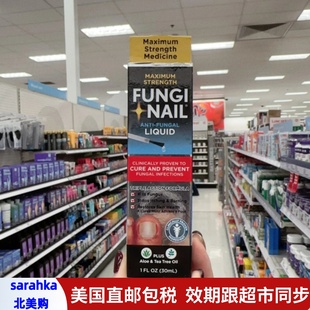 Maximum
Strength
Medicine
MAXIMUM
STRENGTH
FUNGI
NAIL
ANTI-FUNGAL
LIQUID
CLINICALLY PROVEN TO
CURE AND PREVENT
FUNGAL INFECTIONS
PLUS
Aloe & Tea Tree Oil
1 FL OZ (30mL)
sarahka
北美购
美国直邮包税 效期跟超市同步